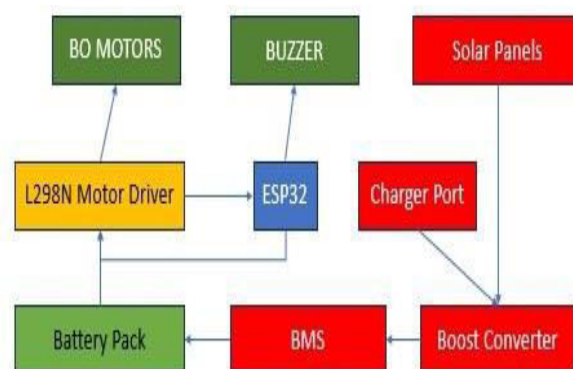 BO MOTORS
BUZZER
Solar Panels
L298N Motor Driver
ESP32
Charger Port
Battery Pack
BMS
Boost Converter